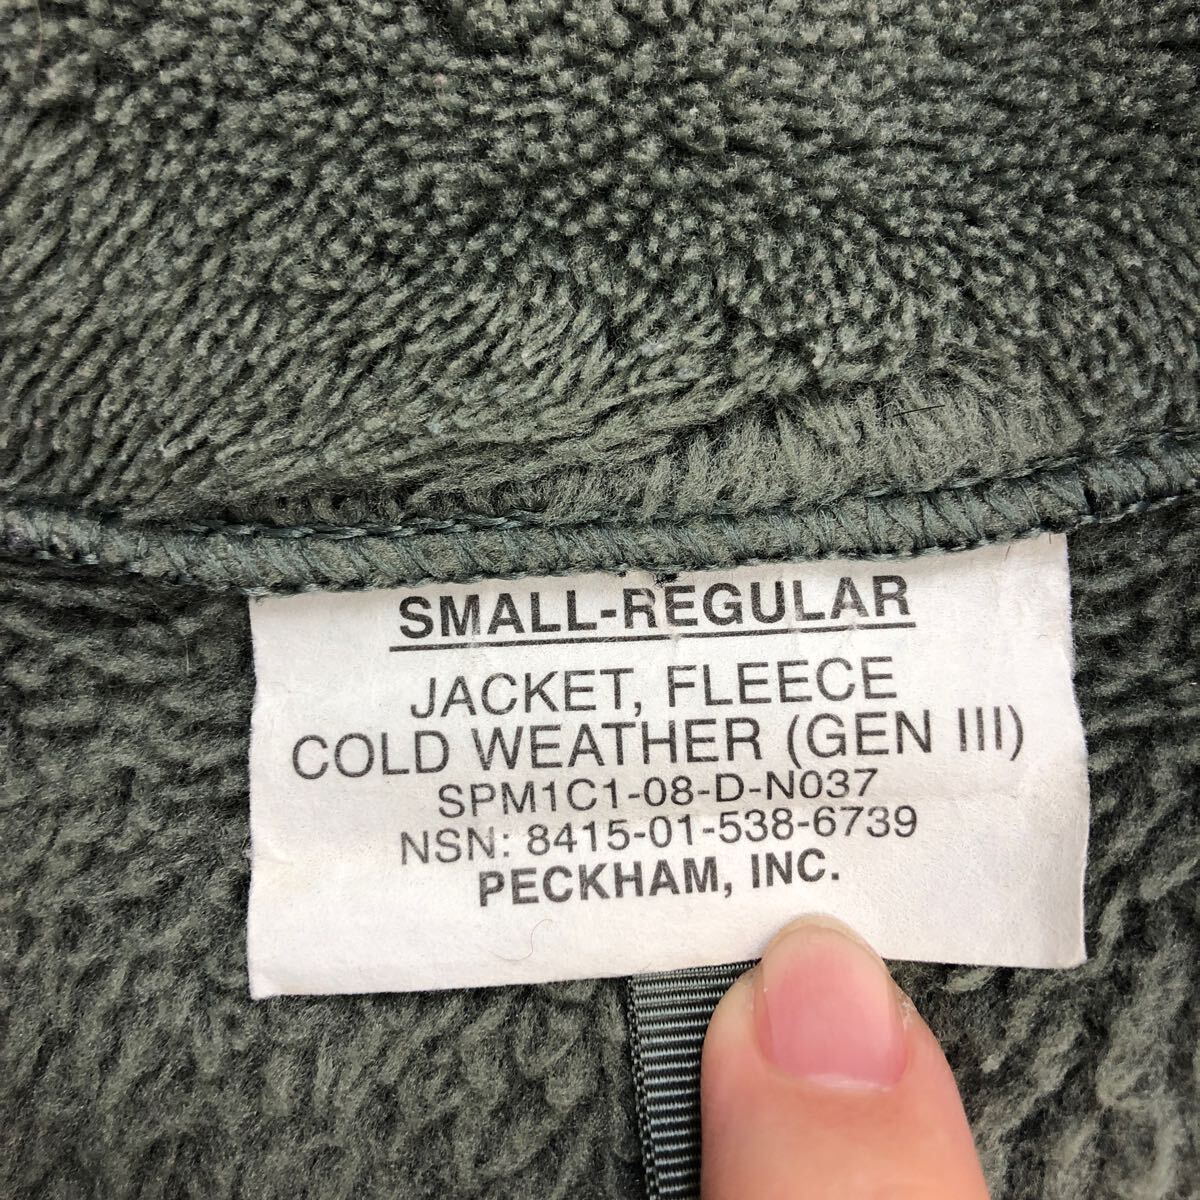 SMALL-REGULAR
JACKET, FLEECE
COLD WEATHER (GEN III)
SPM1C1-08-D-N037
NSN: 8415-01-538-6739
PECKHAM, INC.